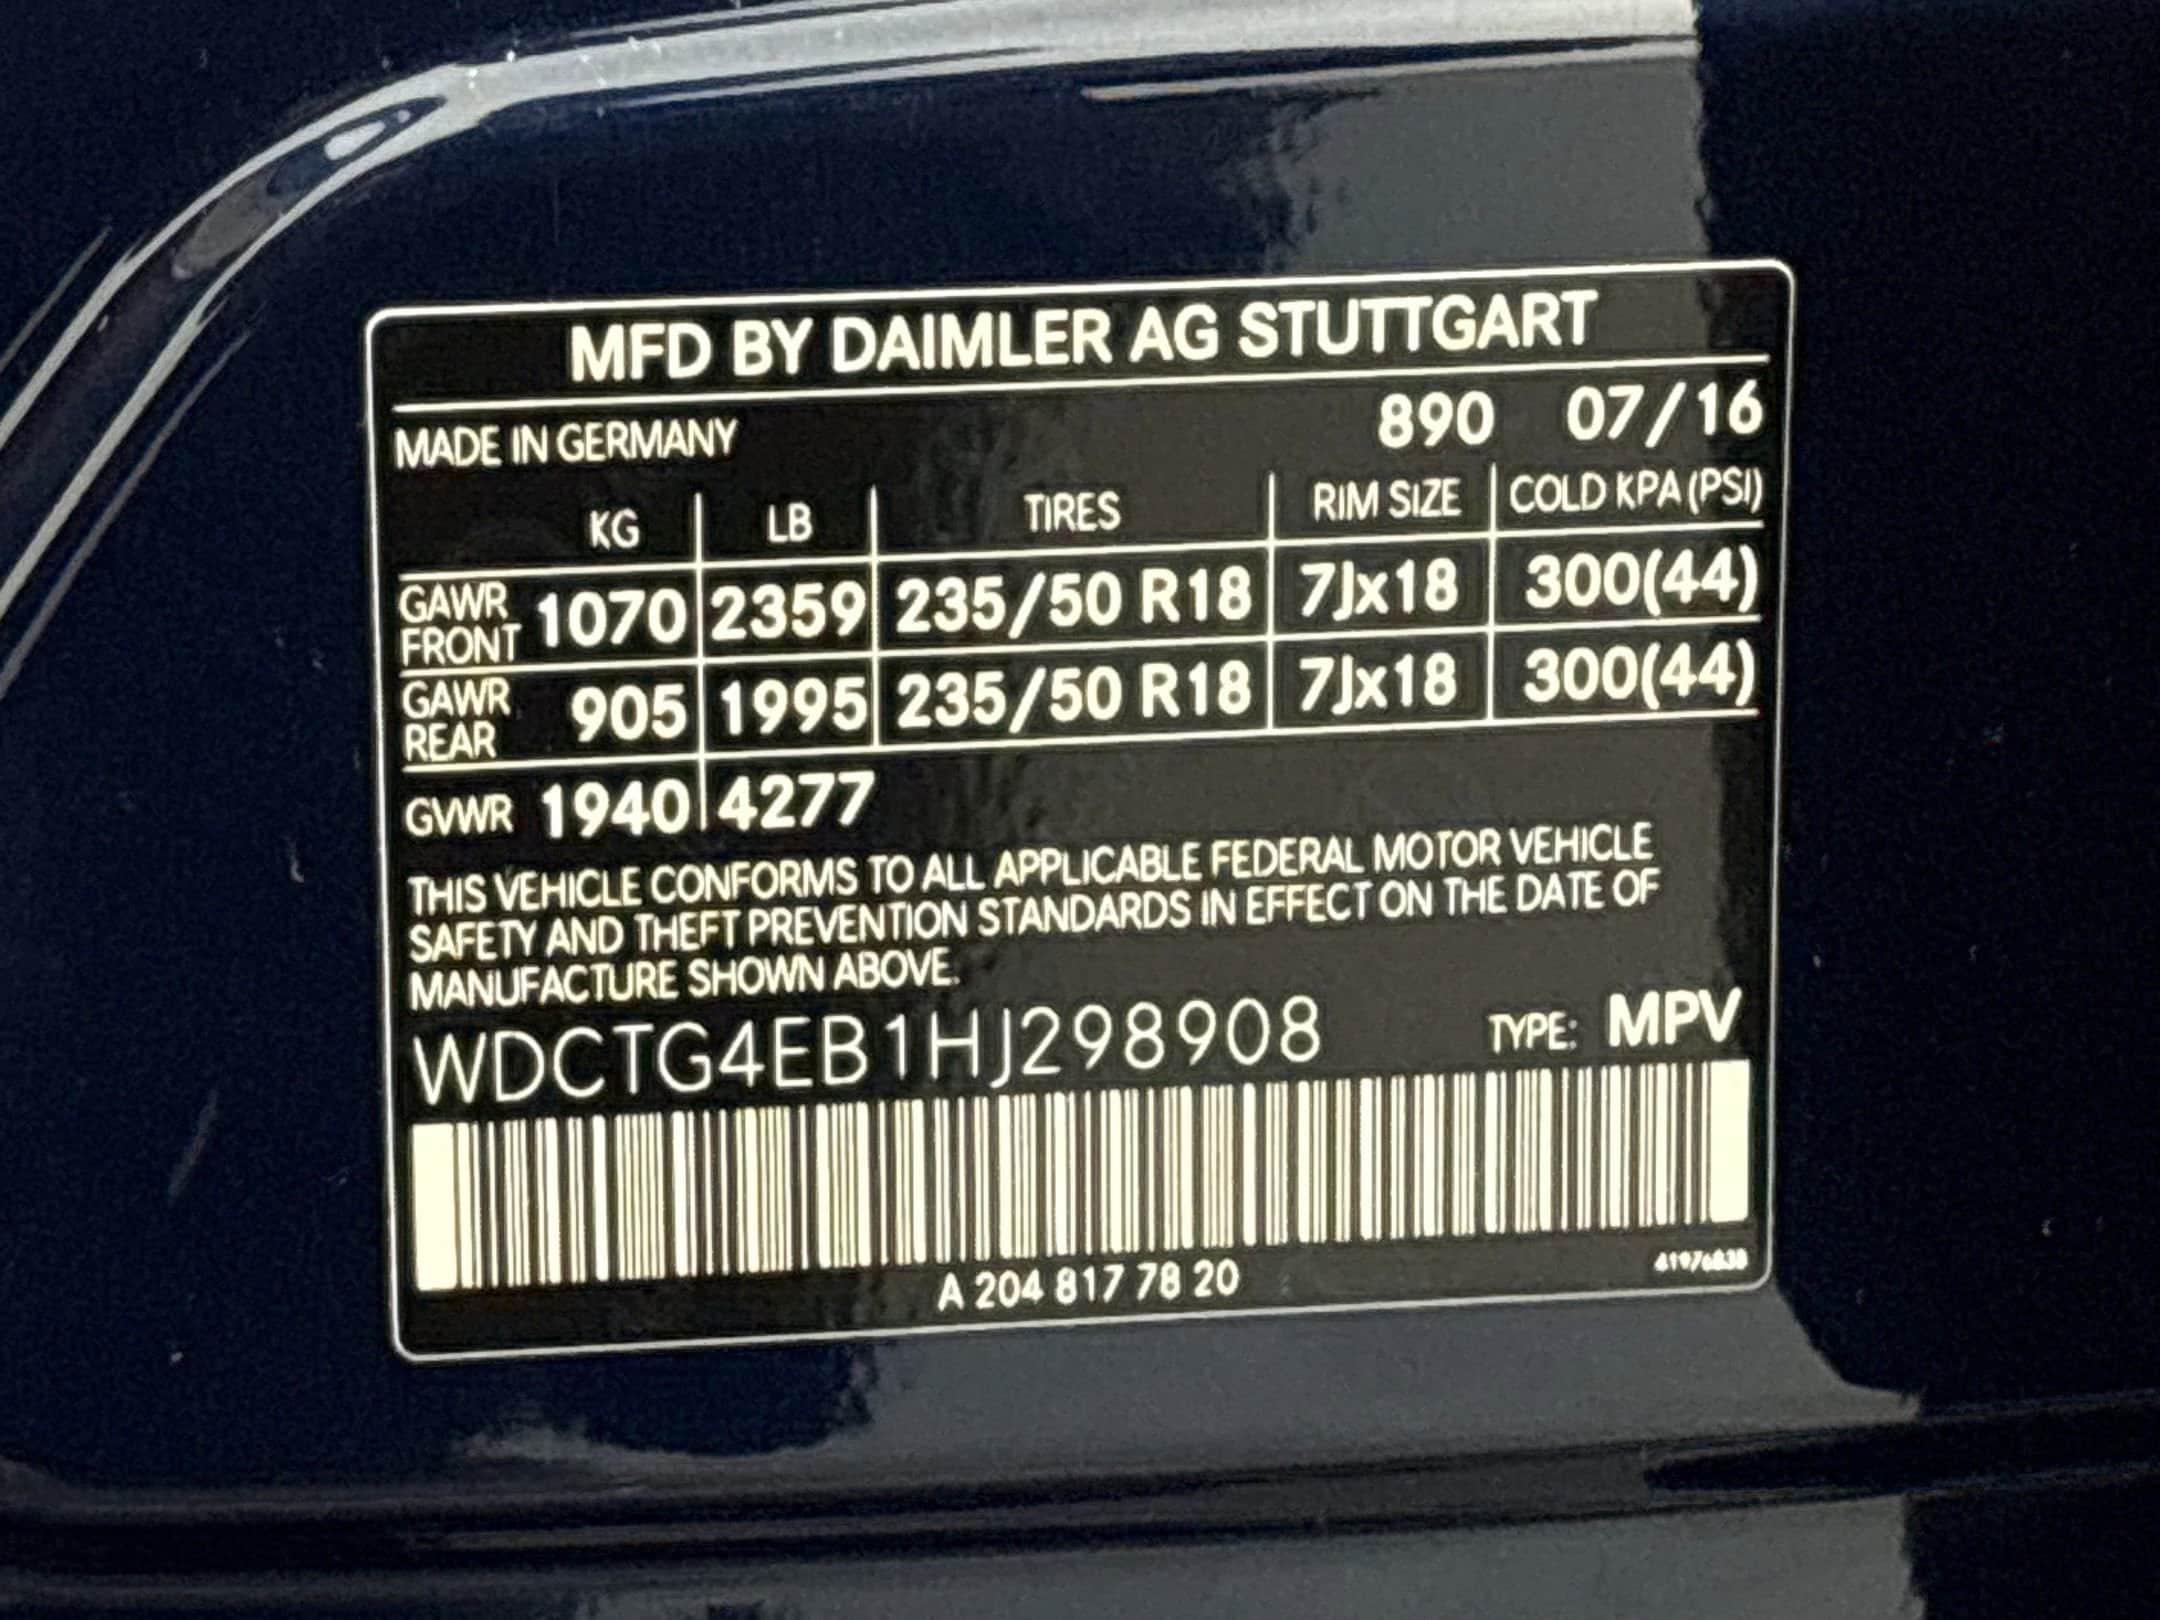 MFD BY DAIMLER AG STUTTGART
MADE IN GERMANY 890 07/16
KG LB TIRES RIM SIZE COLD KPA (PSI)
GAWR FRONT 1070 2359 235/50 R18 7Jx18 300(44)
GAWR REAR 905 1995 235/50 R18 7Jx18 300(44)
GVWR 1940 4277
THIS VEHICLE CONFORMS TO ALL APPLICABLE FEDERAL MOTOR VEHICLE
SAFETY AND THEFT PREVENTION STANDARDS IN EFFECT ON THE DATE OF
MANUFACTURE SHOWN ABOVE.
WDCTG4EB1HJ298908 TYPE: MPV
A 204 817 78 20